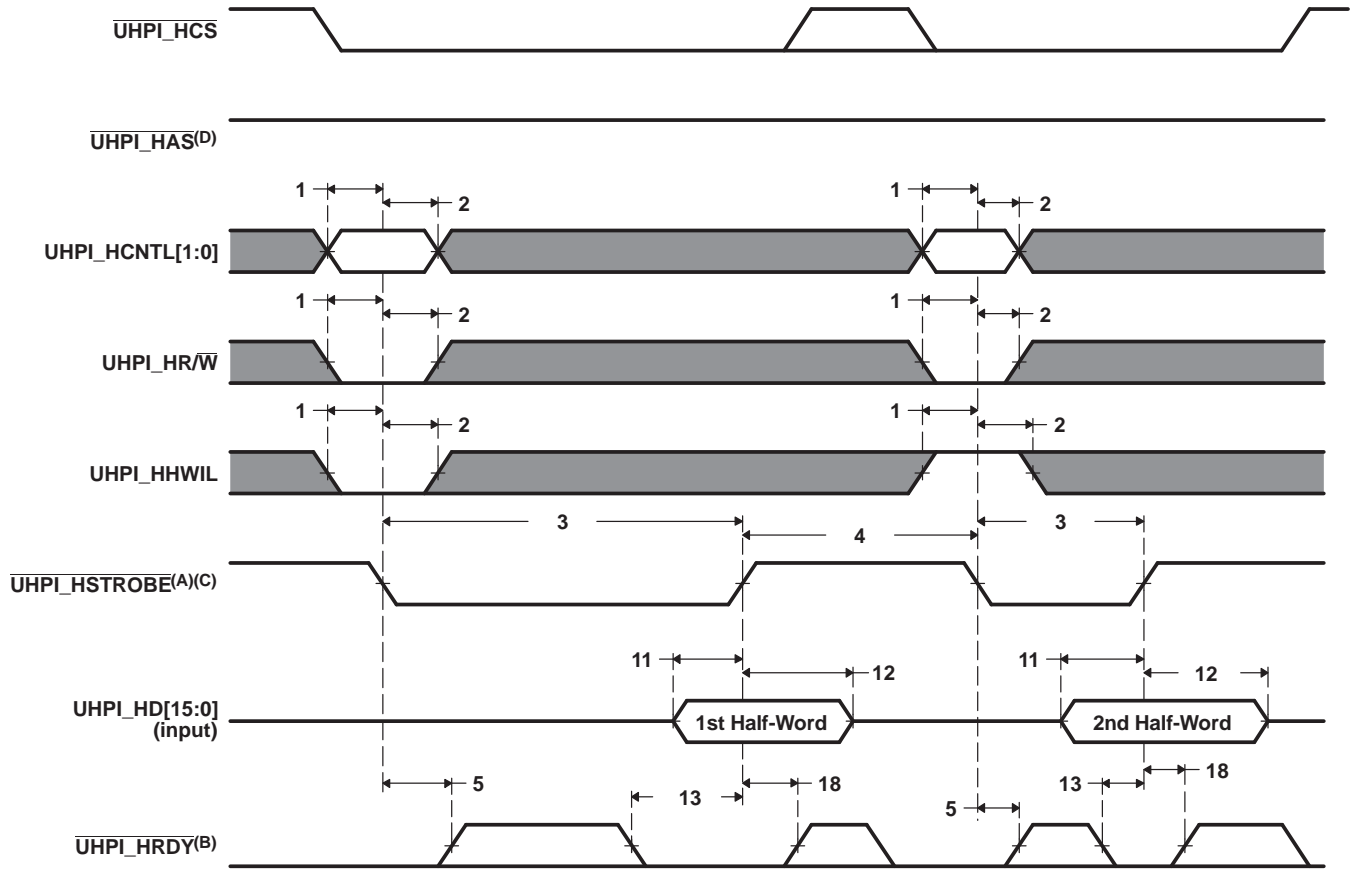 UHPI_HCS
UHPI_HAS(D)
1
2
1
2
UHPI_HCNTL[1:0]
1
2
1
2
UHPI_HR/W
1
2
1
2
UHPI_HHWIL
3
4
3
UHPI_HSTROBE(A)(C)
11
12
11
12
UHPI_HD[15:0]
(input)
1st Half-Word
2nd Half-Word
5
13
18
5
13
18
UHPI_HRDY(B)